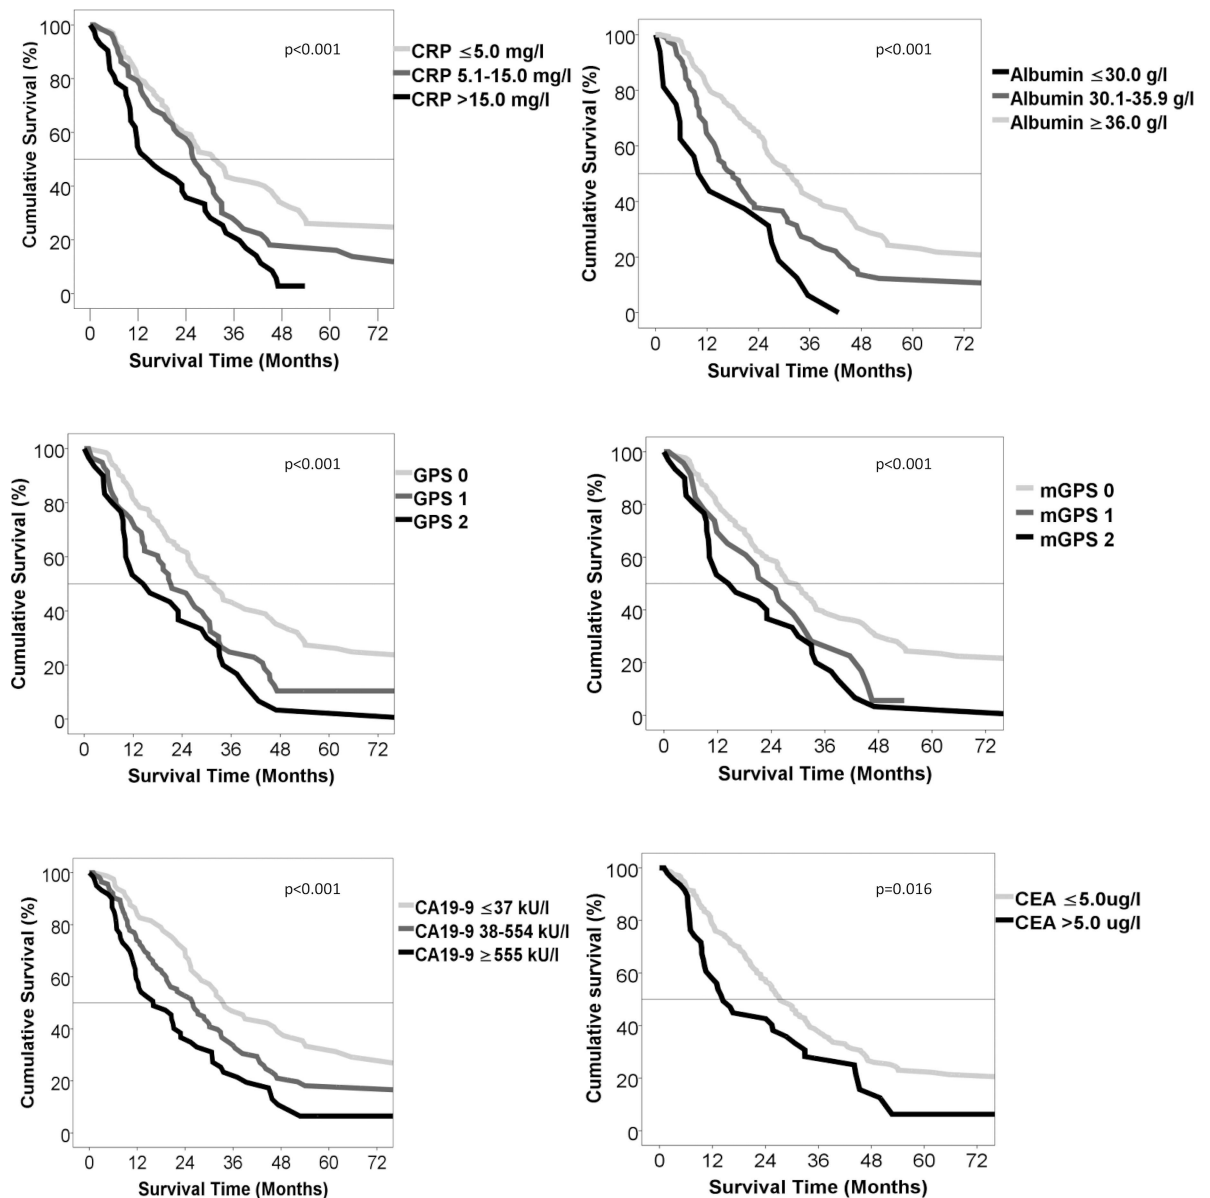 100
80
60
40
20
0
Cumulative Survival (%)
p<0.001
CRP ≤5.0 mg/l
CRP 5.1-15.0 mg/l
CRP >15.0 mg/l
0 12 24 36 48 60 72
Survival Time (Months)
100
80
60
40
20
0
Cumulative Survival (%)
p<0.001
Albumin ≤30.0 g/l
Albumin 30.1-35.9 g/l
Albumin ≥36.0 g/l
0 12 24 36 48 60 72
Survival Time (Months)
100
80
60
40
20
0
Cumulative Survival (%)
p<0.001
GPS 0
GPS 1
GPS 2
0 12 24 36 48 60 72
Survival Time (Months)
100
80
60
40
20
0
Cumulative Survival (%)
p<0.001
mGPS 0
mGPS 1
mGPS 2
0 12 24 36 48 60 72
Survival Time (Months)
100
80
60
40
20
0
Cumulative Survival (%)
p<0.001
CA19-9 ≤37 kU/l
CA19-9 38-554 kU/l
CA19-9 ≥555 kU/l
0 12 24 36 48 60 72
Survival Time (Months)
100
80
60
40
20
0
Cumulative survival (%)
p=0.016
CEA ≤5.0ug/l
CEA >5.0 ug/l
0 12 24 36 48 60 72
Survival Time (Months)